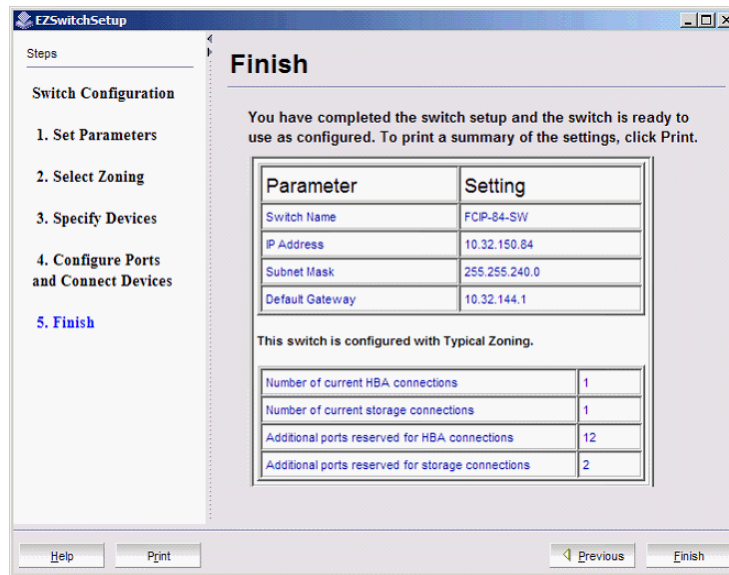 EZSwitchSetup
Steps
Switch Configuration
1. Set Parameters
2. Select Zoning
3. Specify Devices
4. Configure Ports
and Connect Devices
5. Finish
Finish
You have completed the switch setup and the switch is ready to
use as configured. To print a summary of the settings, click Print.
Parameter Setting
Switch Name FCIP-84-SW
IP Address 10.32.150.84
Subnet Mask 255.255.240.0
Default Gateway 10.32.144.1
This switch is configured with Typical Zoning.
Number of current HBA connections 1
Number of current storage connections 1
Additional ports reserved for HBA connections 12
Additional ports reserved for storage connections 2
Help Print Previous Finish